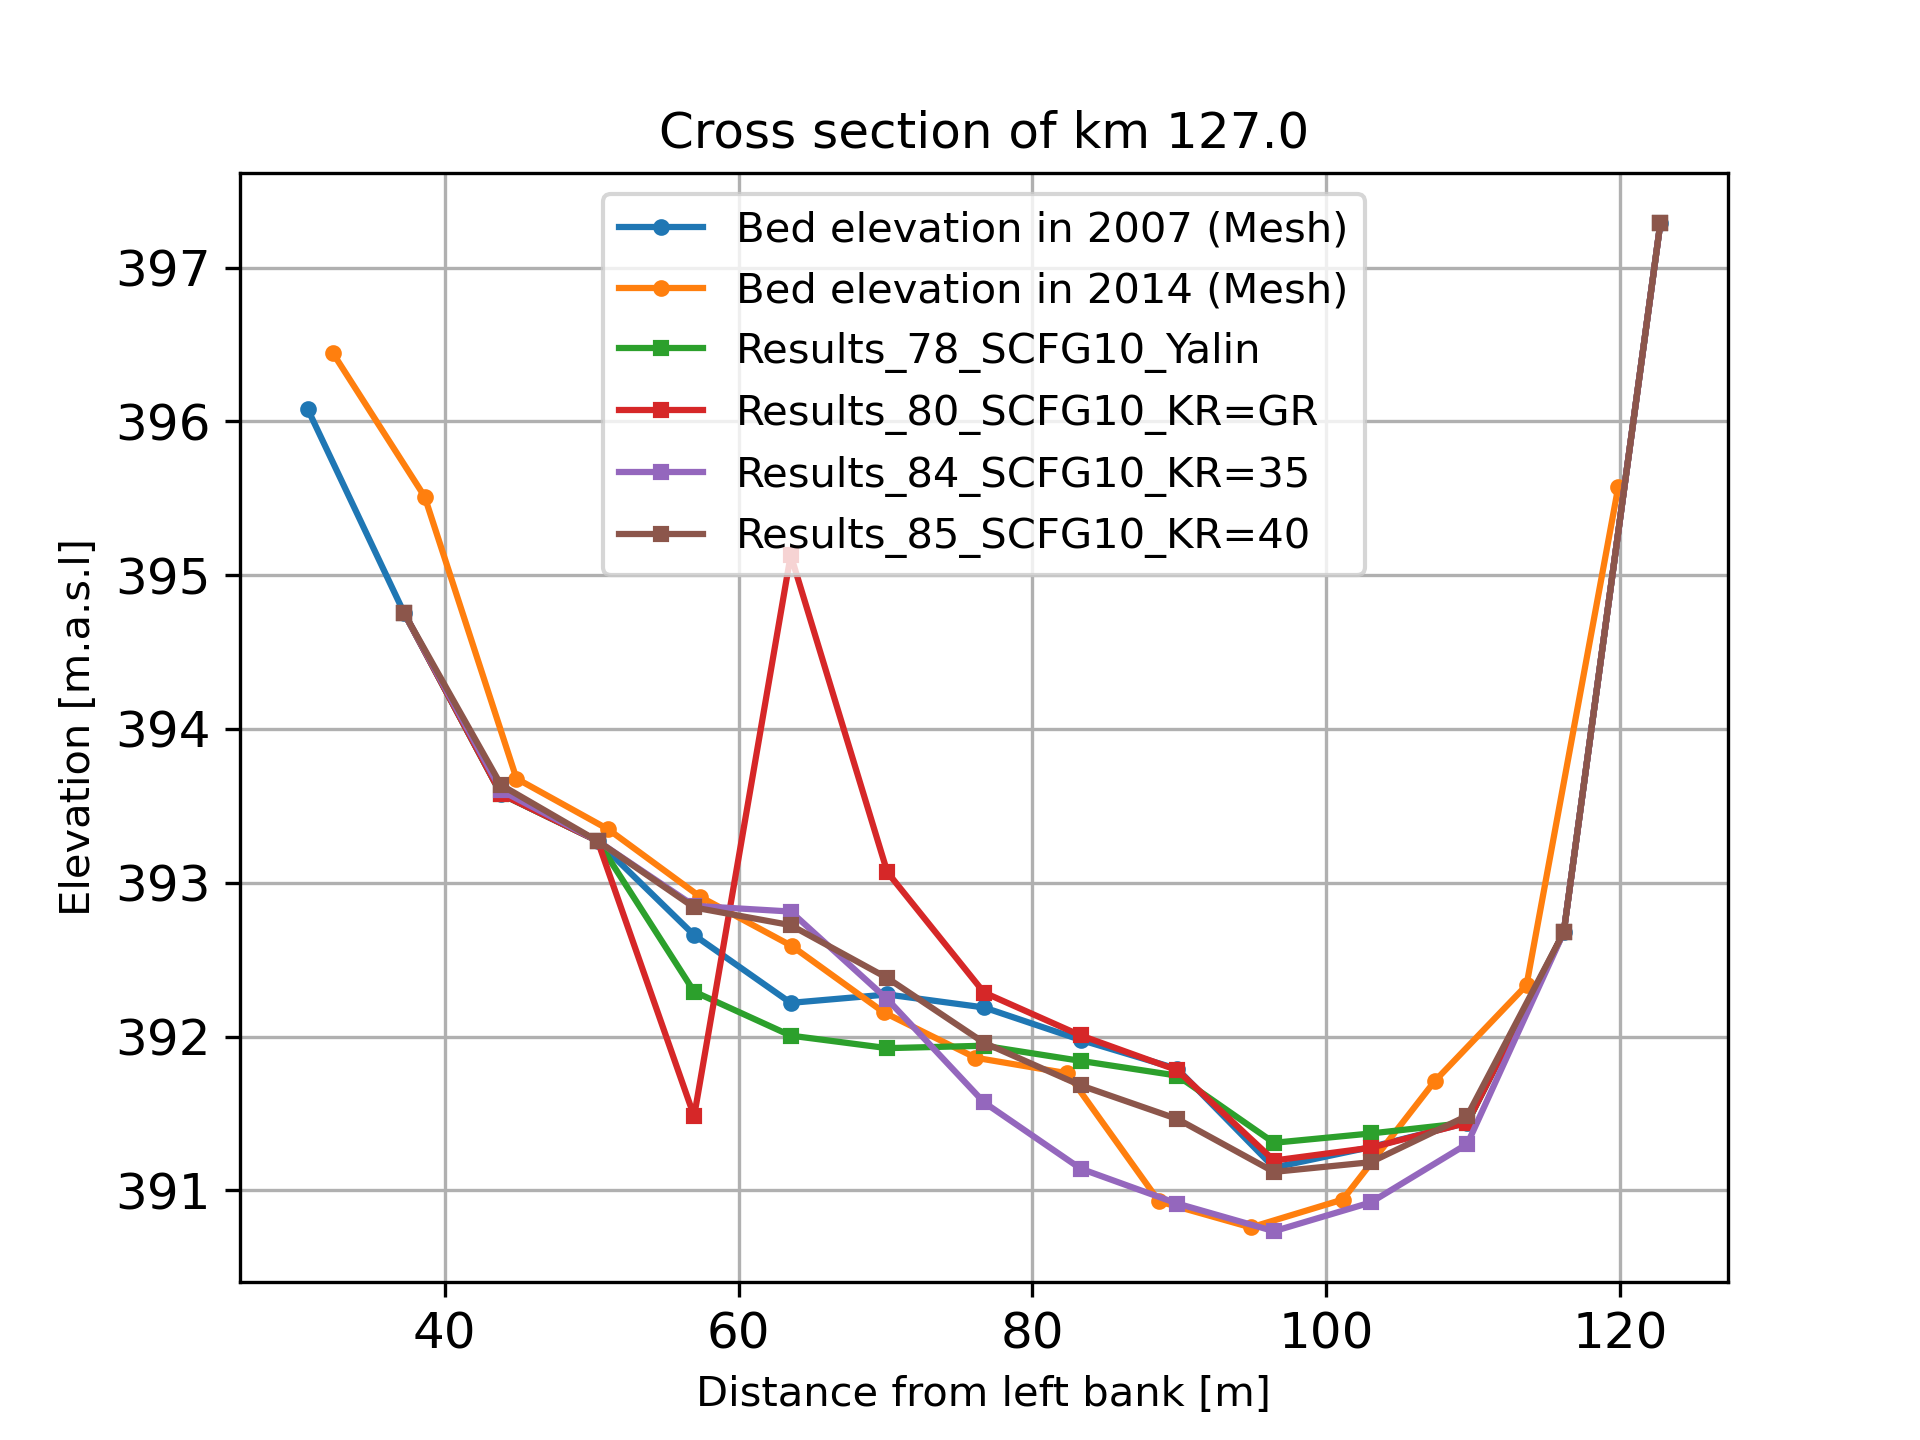 Cross section of km 127.0
Bed elevation in 2007 (Mesh)
Bed elevation in 2014 (Mesh)
Results_78_SCFG10_Yalin
Results_80_SCFG10_KR=GR
Results_84_SCFG10_KR=35
Results_85_SCFG10_KR=40
397
396
395
394
393
392
391
Elevation [m.a.s.l]
40 60 80 100 120
Distance from left bank [m]